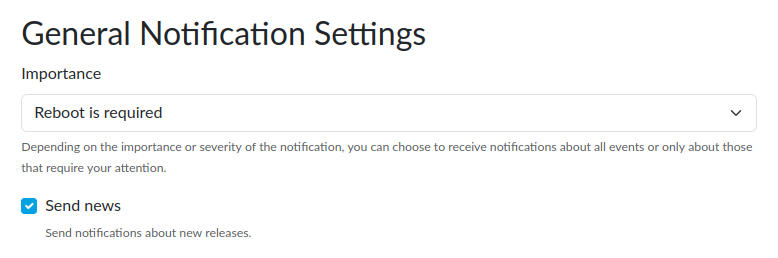 General Notification Settings
Importance
Reboot is required
Depending on the importance or severity of the notification, you can choose to receive notifications about all events or only about those
that require your attention.
Send news
Send notifications about new releases.